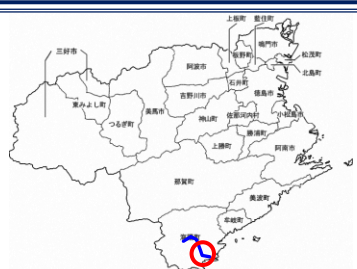 上板町
藍住町
鳴門市
三好市
板野町
松茂町
阿波市
北島町
石井町
東みよし町
吉野川市
徳島市
美馬市
つるぎ町
神山町
佐那河内村
小松島市
勝浦町
上勝町
阿南市
那賀町
美波町
牟岐町